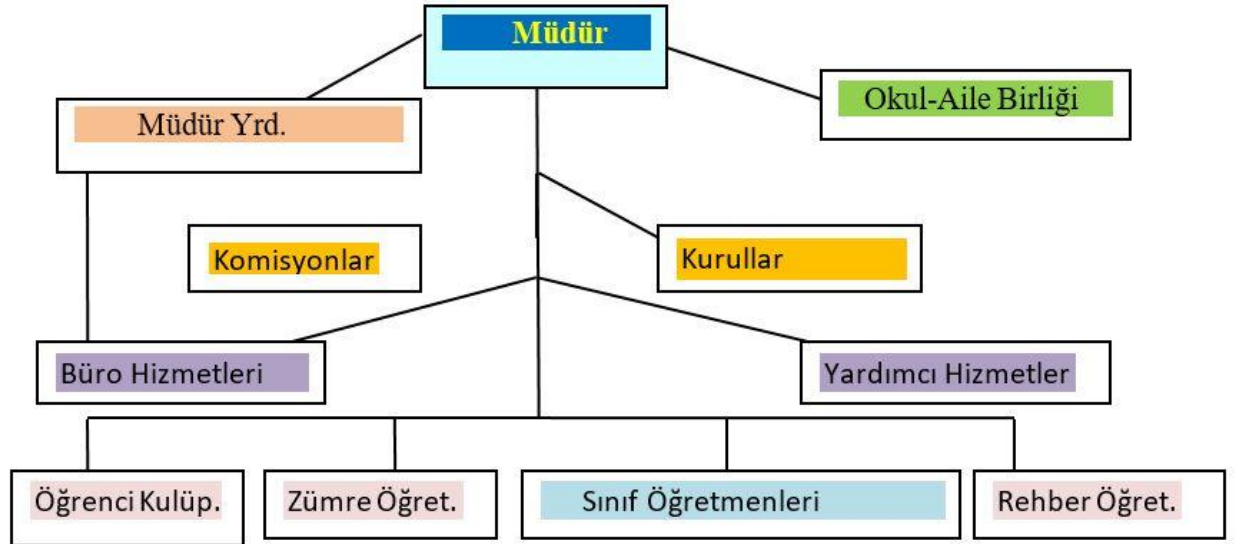 Müdür
Okul-Aile Birliği
Müdür Yrd.
Komisyonlar
Kurullar
Büro Hizmetleri
Yardımcı Hizmetler
Öğrenci Kulüp.
Zümre Öğret.
Sınıf Öğretmenleri
Rehber Öğret.